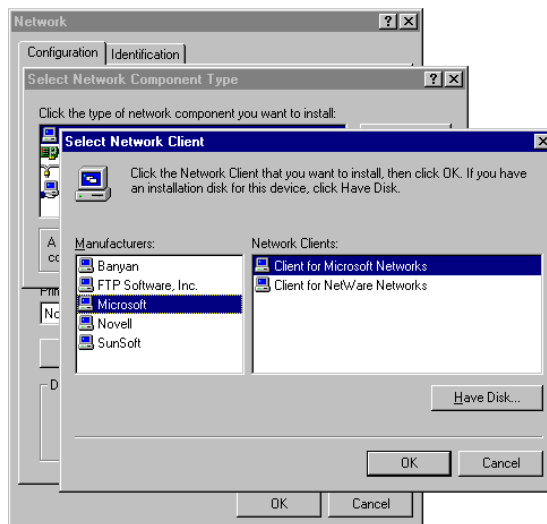 Network
Configuration
Identification
Select Network Component Type
Click the type of network component you want to install:
Select Network Client
Click the Network Client that you want to install, then click OK. If you have
an installation disk for this device, click Have Disk.
Manufacturers:
Network Clients:
Banyan
FTP Software, Inc.
Microsoft
Novell
SunSoft
Client for Microsoft Networks
Client for NetWare Networks
A
Have Disk...
D
OK
Cancel
OK
Cancel